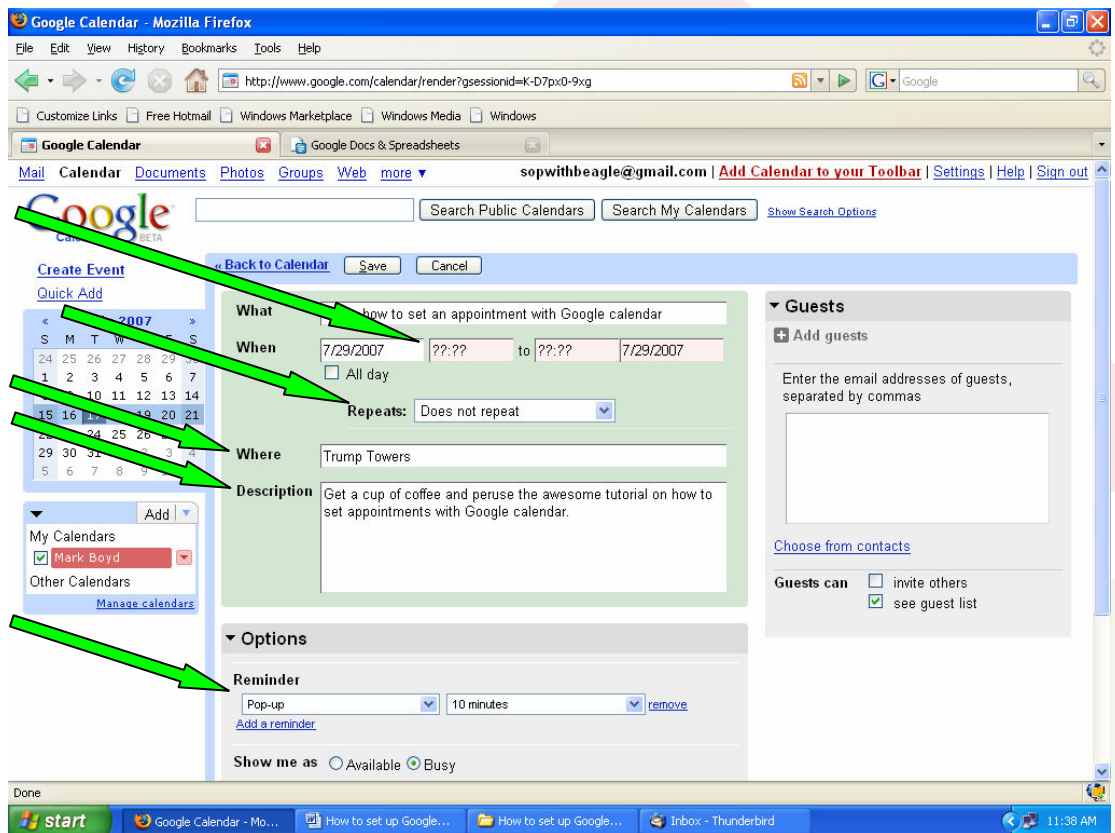 Google Calendar - Mozilla Firefox
File Edit View History Bookmarks Tools Help
http://www.google.com/calendar/render?gsessionid=K-D7px0-9xg G Google
Customize Links Free Hotmail Windows Marketplace Windows Media Windows
Google Calendar Google Docs & Spreadsheets
Mail Calendar Documents Photos Groups Web more ▼ sopwithbeagle@gmail.com | Add Calendar to your Toolbar | Settings | Help | Sign out
Google Search Public Calendars Search My Calendars Show Search Options
BETA
Create Event « Back to Calendar Save Cancel
Quick Add
« 2007 »
S M T W S
24 25 26 27 28 29
1 2 3 4 5 6 7
10 11 12 13 14
15 16 19 20 21
24 25 26
29 30 31 3 4
5 6 7 8 9
Add
My Calendars
Mark Boyd
Other Calendars
Manage calendars
What how to set an appointment with Google calendar
When 7/29/2007 ??:?? to ??:?? 7/29/2007
All day
Repeats: Does not repeat
Where Trump Towers
Description Get a cup of coffee and peruse the awesome tutorial on how to
set appointments with Google calendar.
Options
Reminder
Pop-up 10 minutes remove
Add a reminder
Show me as Available Busy
Guests
Add guests
Enter the email addresses of guests,
separated by commas
Choose from contacts
Guests can invite others
see guest list
Done
start Google Calendar - Mo... How to set up Google... How to set up Google... Inbox - Thunderbird 11:38 AM